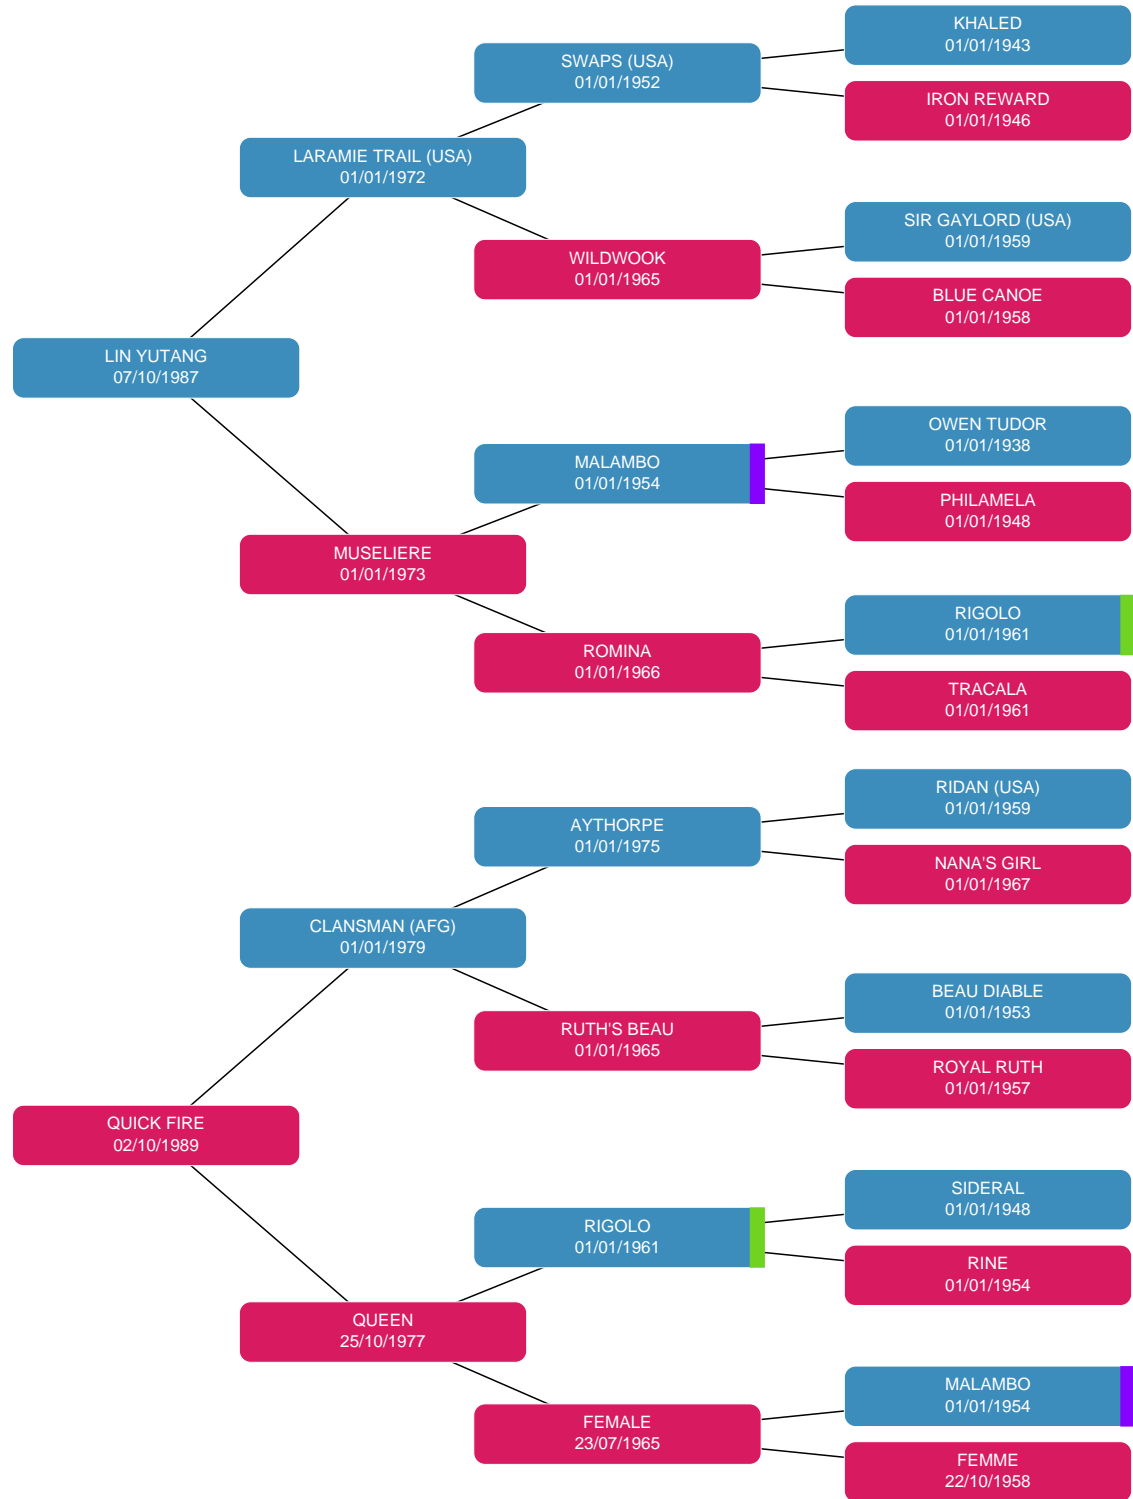 KHALED
01/01/1943
SWAPS (USA)
01/01/1952
IRON REWARD
01/01/1946
LARAMIE TRAIL (USA)
01/01/1972
SIR GAYLORD (USA)
01/01/1959
WILDWOOK
01/01/1965
BLUE CANOE
01/01/1958
LIN YUTANG
07/10/1987
OWEN TUDOR
01/01/1938
MALAMBO
01/01/1954
PHILAMELA
01/01/1948
MUSELIERE
01/01/1973
RIGOLO
01/01/1961
ROMINA
01/01/1966
TRACALA
01/01/1961
RIDAN (USA)
01/01/1959
AYTHORPE
01/01/1975
NANA'S GIRL
01/01/1967
CLANSMAN (AFG)
01/01/1979
BEAU DIABLE
01/01/1953
RUTH'S BEAU
01/01/1965
ROYAL RUTH
01/01/1957
QUICK FIRE
02/10/1989
SIDERAL
01/01/1948
RIGOLO
01/01/1961
RINE
01/01/1954
QUEEN
25/10/1977
MALAMBO
01/01/1954
FEMALE
23/07/1965
FEMME
22/10/1958